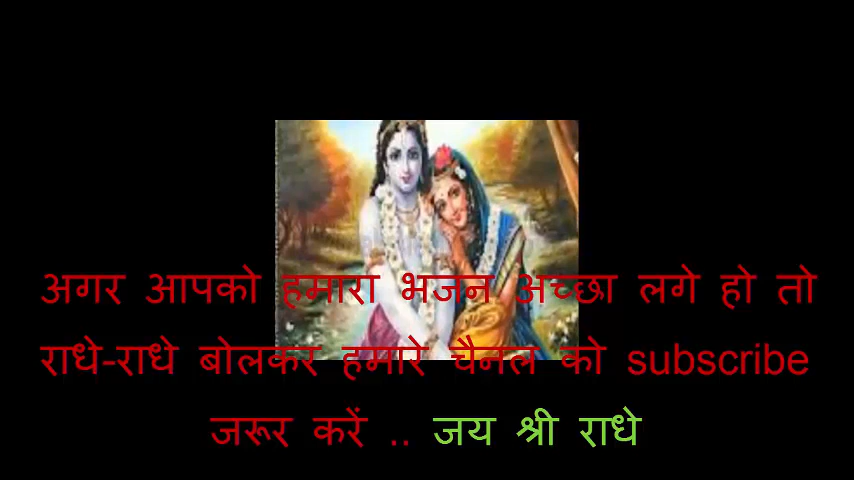 अगर आपको हमारा भजन अच्छा लगे हो तो
राधे-राधे बोलकर हमारे चैनल को subscribe
जरूर करें .. जय श्री राधे